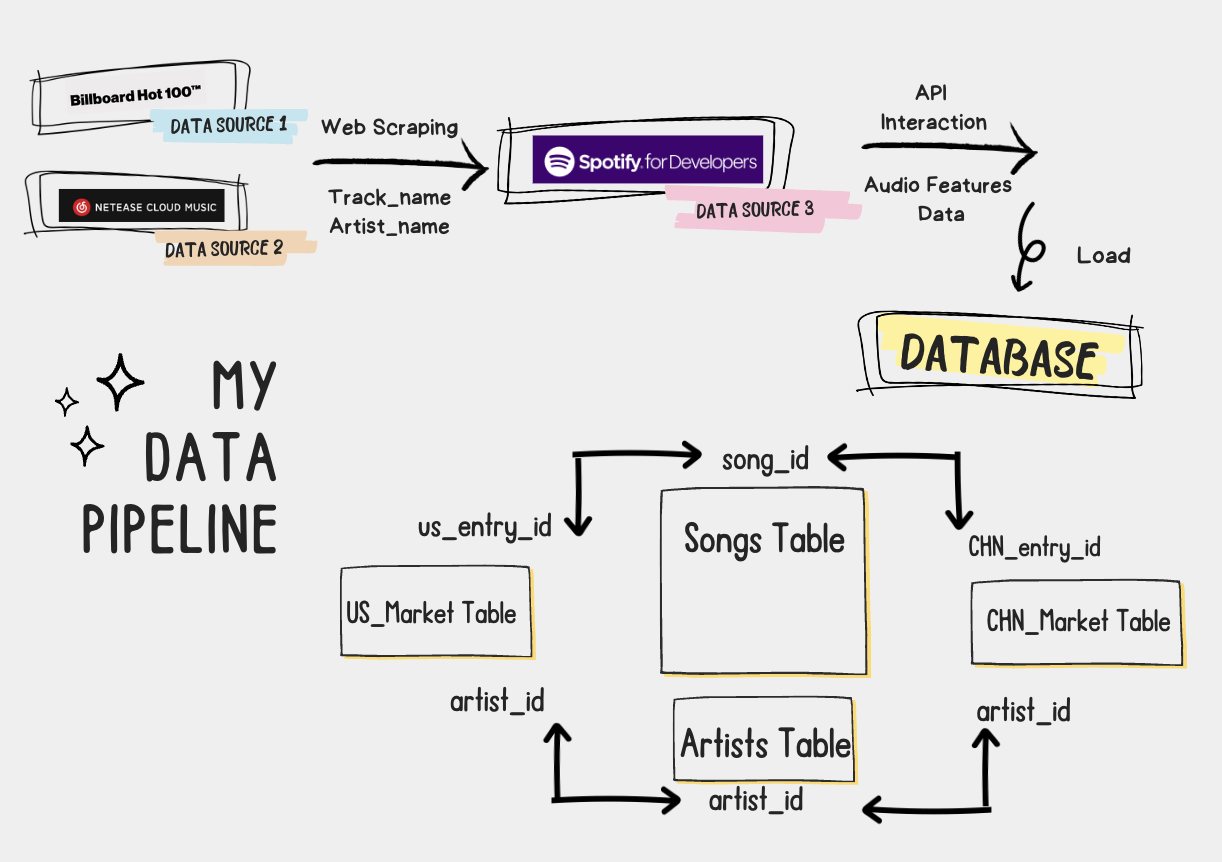 Billboard Hot 100™
DATA SOURCE 1
NETEASE CLOUD MUSIC
DATA SOURCE 2
Web Scraping
Track_name
Artist_name
Spotify for Developers
DATA SOURCE 3
API
Interaction
Audio Features
Data
Load
DATABASE
MY
DATA
PIPELINE
song_id
us_entry_id
Songs Table
CHN_entry_id
US_Market Table
CHN_Market Table
artist_id
artist_id
Artists Table
artist_id